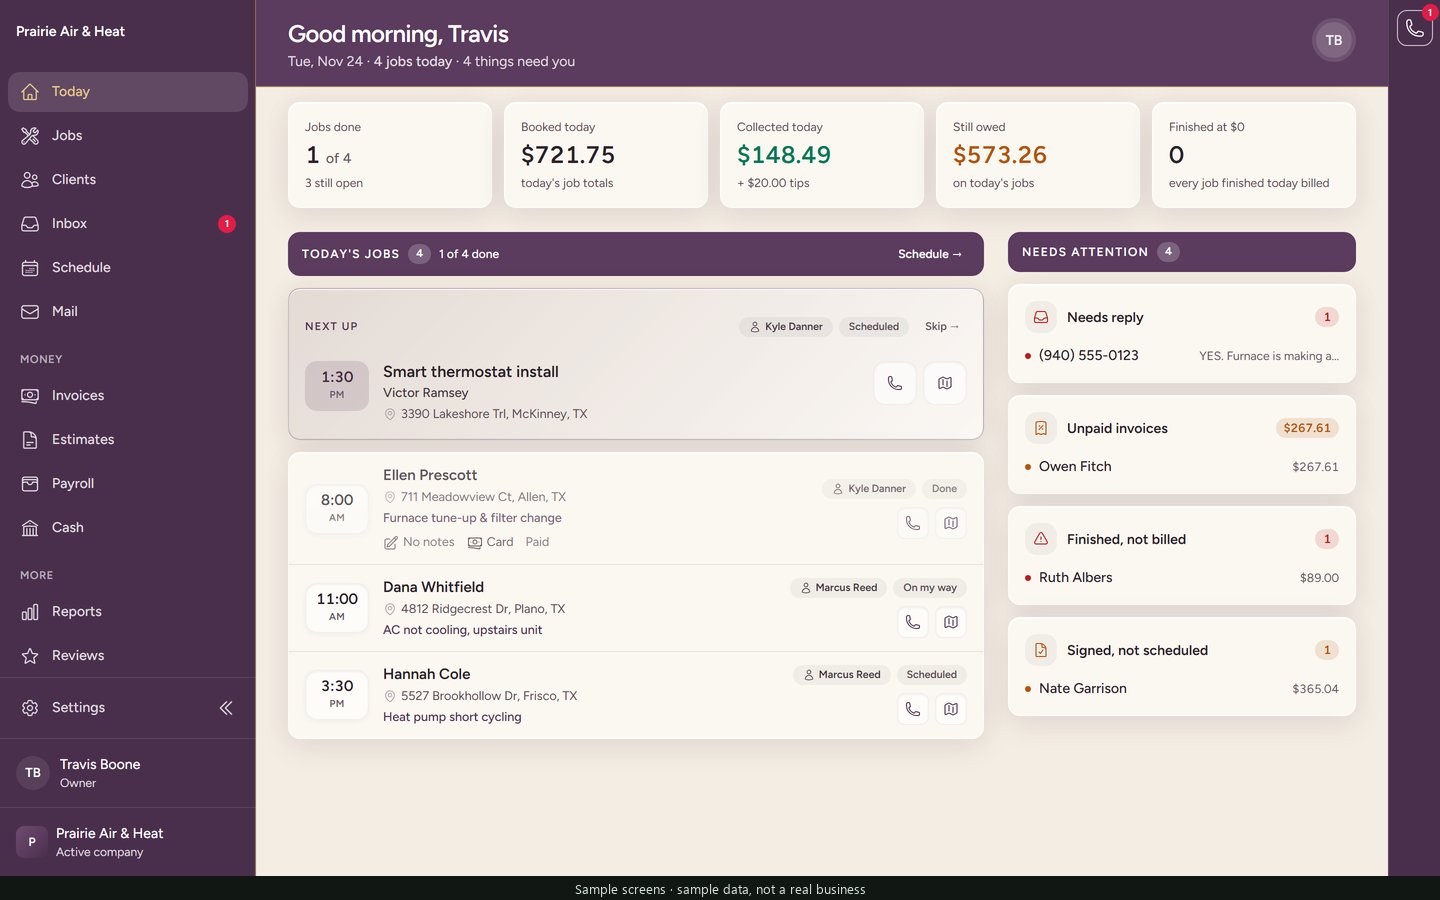 Prairie Air & Heat
Today
Jobs
Clients
Inbox 1
Schedule
Mail
MONEY
Invoices
Estimates
Payroll
Cash
MORE
Reports
Reviews
Settings
TB
Travis Boone
Owner
P
Prairie Air & Heat
Active company
Good morning, Travis
Tue, Nov 24 · 4 jobs today · 4 things need you
TB
1
Jobs done
1 of 4
3 still open
Booked today
$721.75
today's job totals
Collected today
$148.49
+ $20.00 tips
Still owed
$573.26
on today's jobs
Finished at $0
0
every job finished today billed
TODAY'S JOBS 4 1 of 4 done Schedule →
NEXT UP Kyle Danner Scheduled Skip →
1:30 PM
Smart thermostat install
Victor Ramsey
3390 Lakeshore Trl, McKinney, TX
8:00 AM
Ellen Prescott
711 Meadowview Ct, Allen, TX
Furnace tune-up & filter change
No notes Card Paid
Kyle Danner Done
11:00 AM
Dana Whitfield
4812 Ridgecrest Dr, Plano, TX
AC not cooling, upstairs unit
Marcus Reed On my way
3:30 PM
Hannah Cole
5527 Brookhollow Dr, Frisco, TX
Heat pump short cycling
Marcus Reed Scheduled
NEEDS ATTENTION 4
Needs reply 1
(940) 555-0123 YES. Furnace is making a...
Unpaid invoices $267.61
Owen Fitch $267.61
Finished, not billed 1
Ruth Albers $89.00
Signed, not scheduled 1
Nate Garrison $365.04
Sample screens · sample data, not a real business